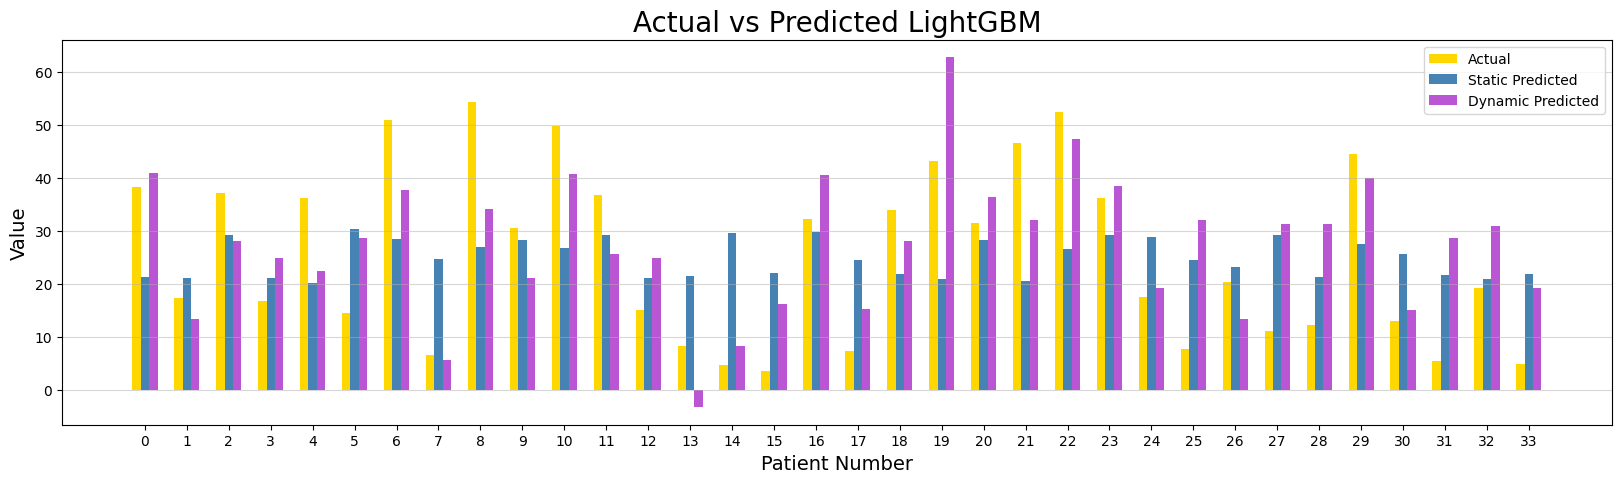 Actual vs Predicted LightGBM
Actual
Static Predicted
Dynamic Predicted
Value
60
50
40
30
20
10
0
0 1 2 3 4 5 6 7 8 9 10 11 12 13 14 15 16 17 18 19 20 21 22 23 24 25 26 27 28 29 30 31 32 33
Patient Number